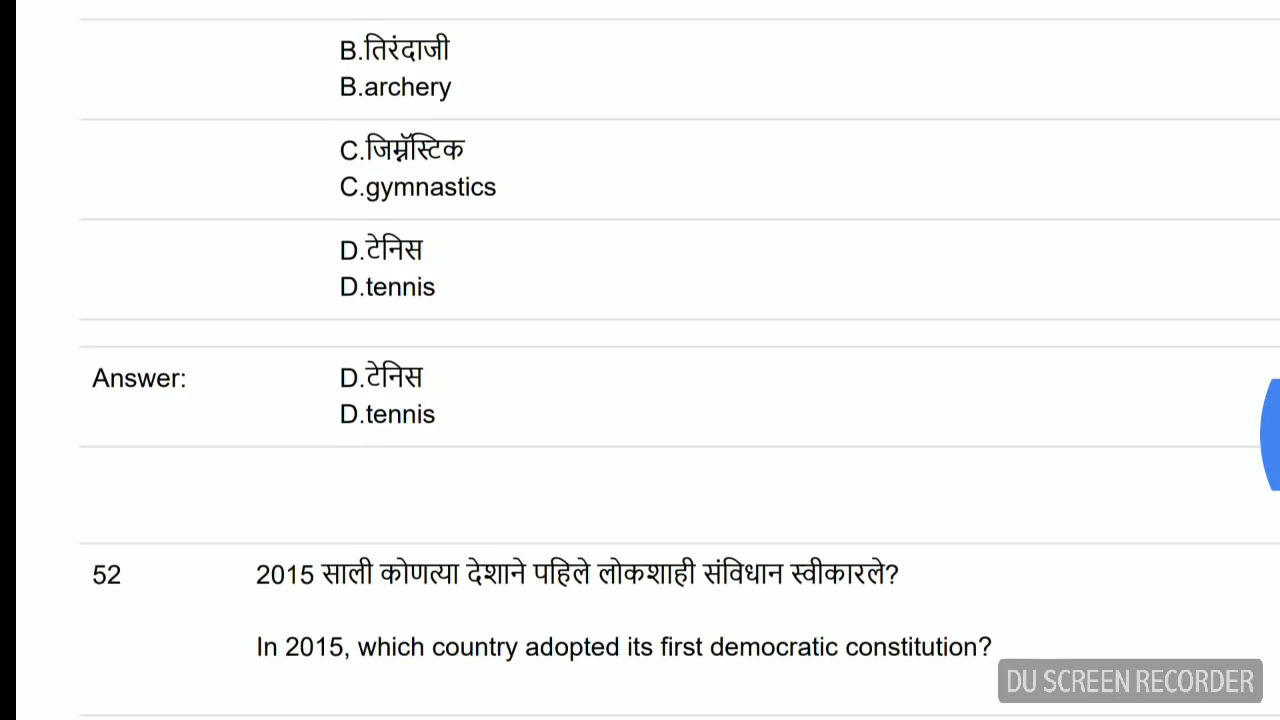 B.तिरंदाजी
B.archery
C.जिम्नॅस्टिक
C.gymnastics
D.टेनिस
D.tennis
Answer: D.टेनिस
D.tennis
52 2015 साली कोणत्या देशाने पहिले लोकशाही संविधान स्वीकारले?
In 2015, which country adopted its first democratic constitution?
DU SCREEN RECORDER